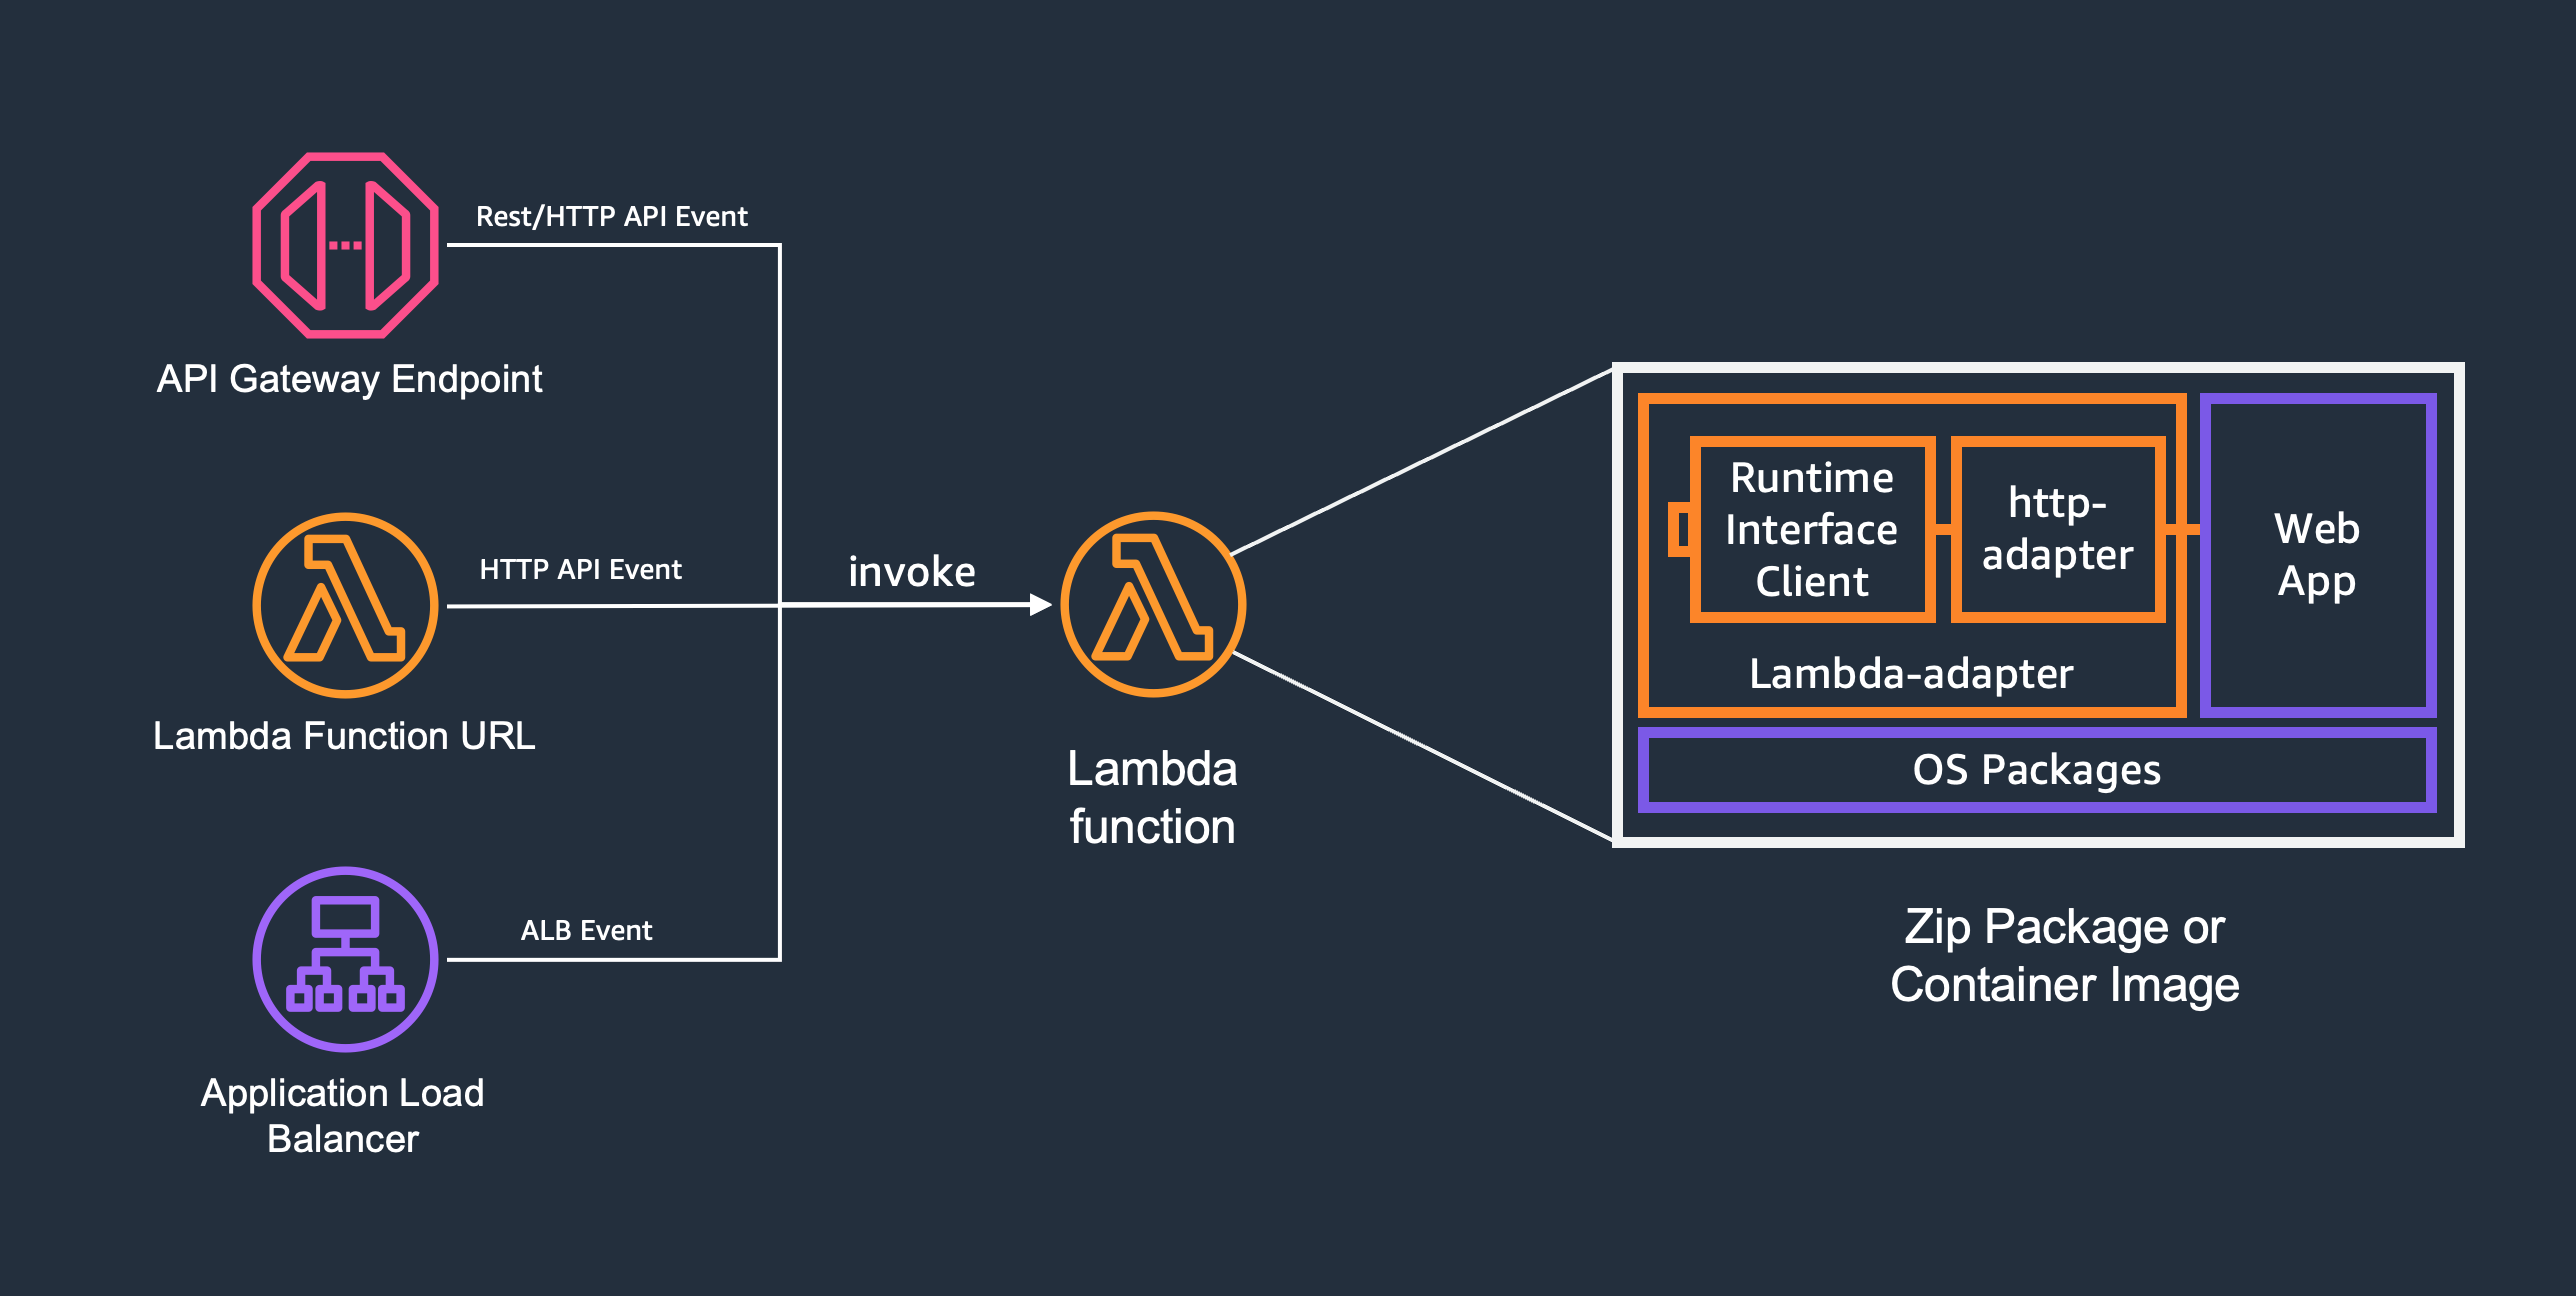 Rest/HTTP API Event
API Gateway Endpoint
HTTP API Event
Lambda Function URL
ALB Event
Application Load
Balancer
invoke
Lambda
function
Runtime
Interface
Client
http-
adapter
Lambda-adapter
Web
App
OS Packages
Zip Package or
Container Image